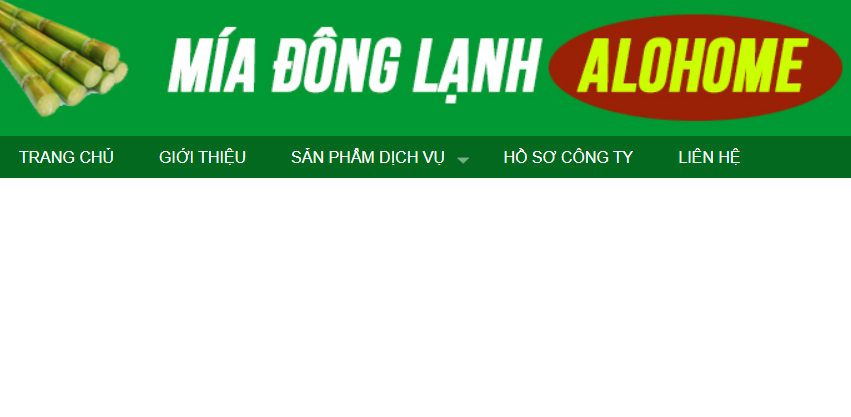 MÍA ĐÔNG LẠNH ALOHOME
TRANG CHỦ GIỚI THIỆU SẢN PHẨM DỊCH VỤ HỒ SƠ CÔNG TY LIÊN HỆ